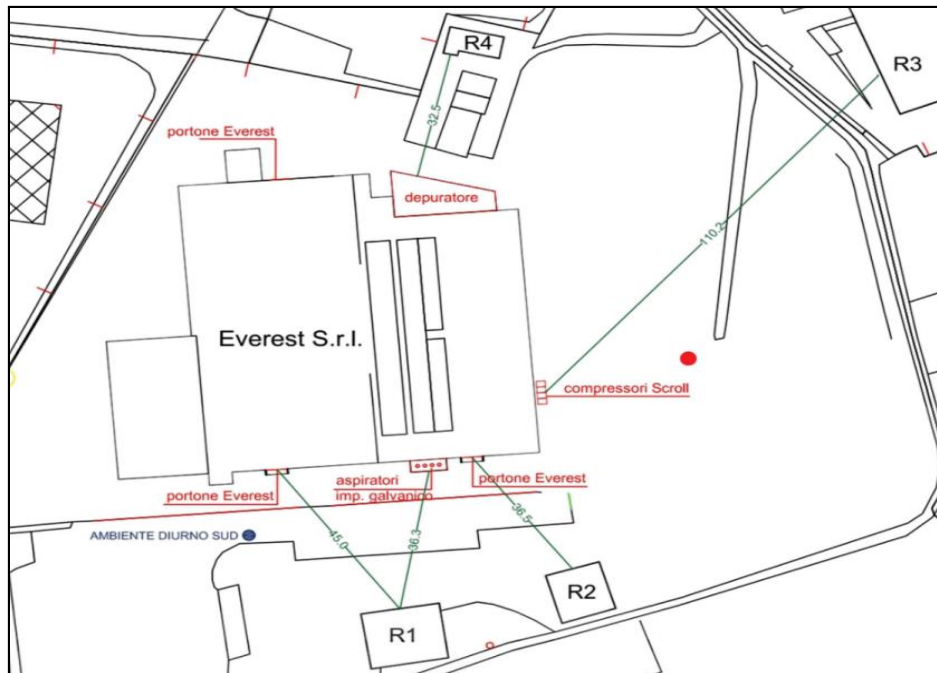 R4
R3
portone Everest
32.5
depuratore
110.2
Everest S.r.l.
compressori Scroll
aspiratori
imp. galvanico
portone Everest
portone Everest
45.0
36.3
36.5
AMBIENTE DIURNO SUD
R1
R2